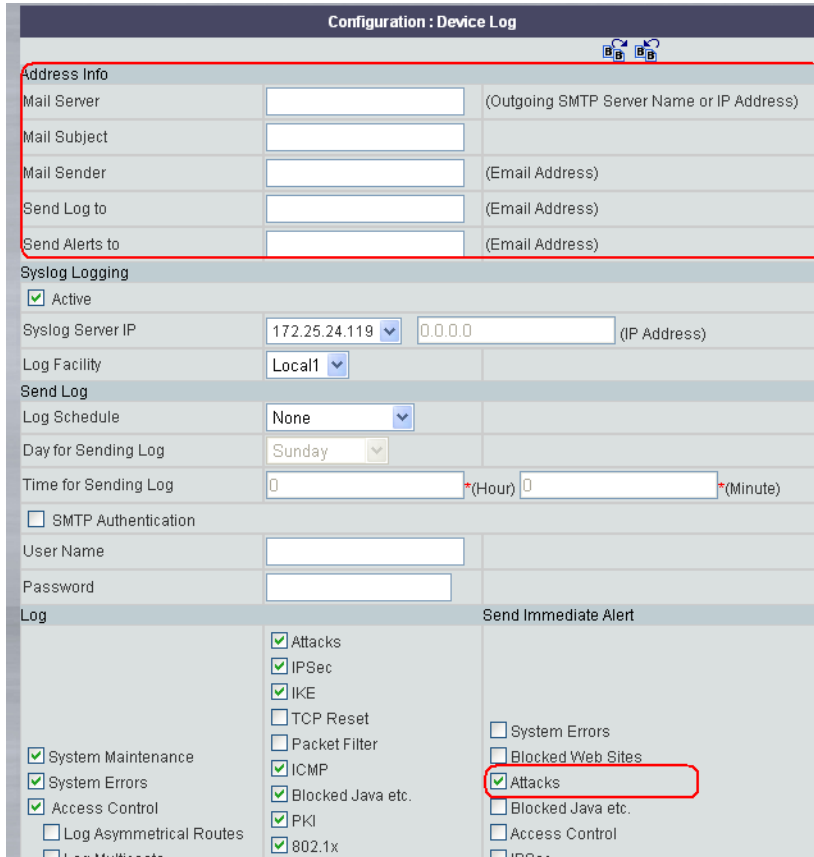 Configuration : Device Log
Address Info
Mail Server (Outgoing SMTP Server Name or IP Address)
Mail Subject
Mail Sender (Email Address)
Send Log to (Email Address)
Send Alerts to (Email Address)
Syslog Logging
Active
Syslog Server IP 172.25.24.119 0.0.0.0 (IP Address)
Log Facility Local1
Send Log
Log Schedule None
Day for Sending Log Sunday
Time for Sending Log 0 *(Hour) 0 *(Minute)
SMTP Authentication
User Name
Password
Log Send Immediate Alert
System Maintenance
System Errors
Access Control
Log Asymmetrical Routes
Attacks
IPSec
IKE
TCP Reset
Packet Filter
ICMP
Blocked Java etc.
PKI
802.1x
System Errors
Blocked Web Sites
Attacks
Blocked Java etc.
Access Control